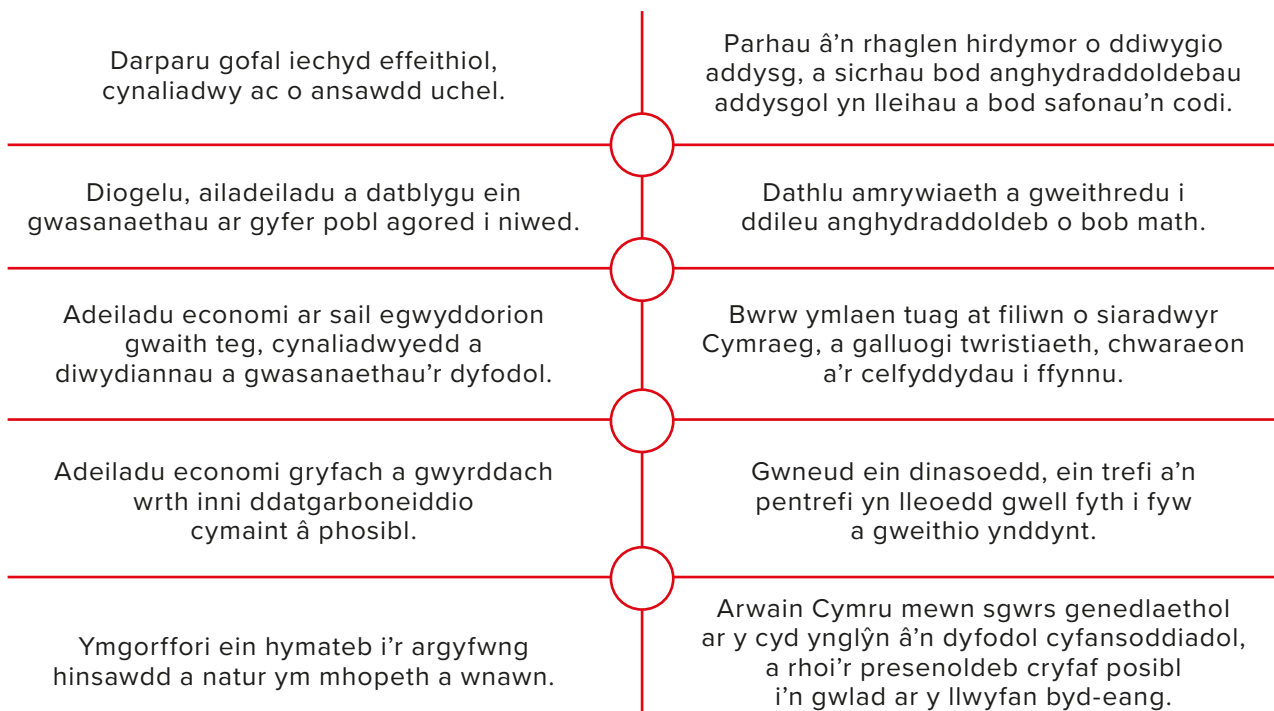 Darparu gofal iechyd effeithiol,
cynaliadwy ac o ansawdd uchel.
Parhau â'n rhaglen hirdymor o ddiwygio
addysg, a sicrhau bod anghydraddoldebau
addysgol yn lleihau a bod safonau'n codi.
Diogelu, ailadeiladu a datblygu ein
gwasanaethau ar gyfer pobl agored i niwed.
Dathlu amrywiaeth a gweithredu i
ddileu anghydraddoldeb o bob math.
Adeiladu economi ar sail egwyddorion
gwaith teg, cynaliadwyedd a
diwydiannau a gwasanaethau'r dyfodol.
Bwrw ymlaen tuag at filiwn o siaradwyr
Cymraeg, a galluogi twristiaeth, chwaraeon
a'r celfyddydau i ffynnu.
Adeiladu economi gryfach a gwyrddach
wrth inni ddatgarboneiddio
cymaint â phosibl.
Gwneud ein dinasoedd, ein trefi a'n
pentrefi yn lleoedd gwell fyth i fyw
a gweithio ynddynt.
Ymgorffori ein hymateb i'r argyfwng
hinsawdd a natur ym mhopeth a wnawn.
Arwain Cymru mewn sgwrs genedlaethol
ar y cyd ynglŷn â'n dyfodol cyfansoddiadol,
a rhoi'r presenoldeb cryfaf posibl
i'n gwlad ar y llwyfan byd-eang.